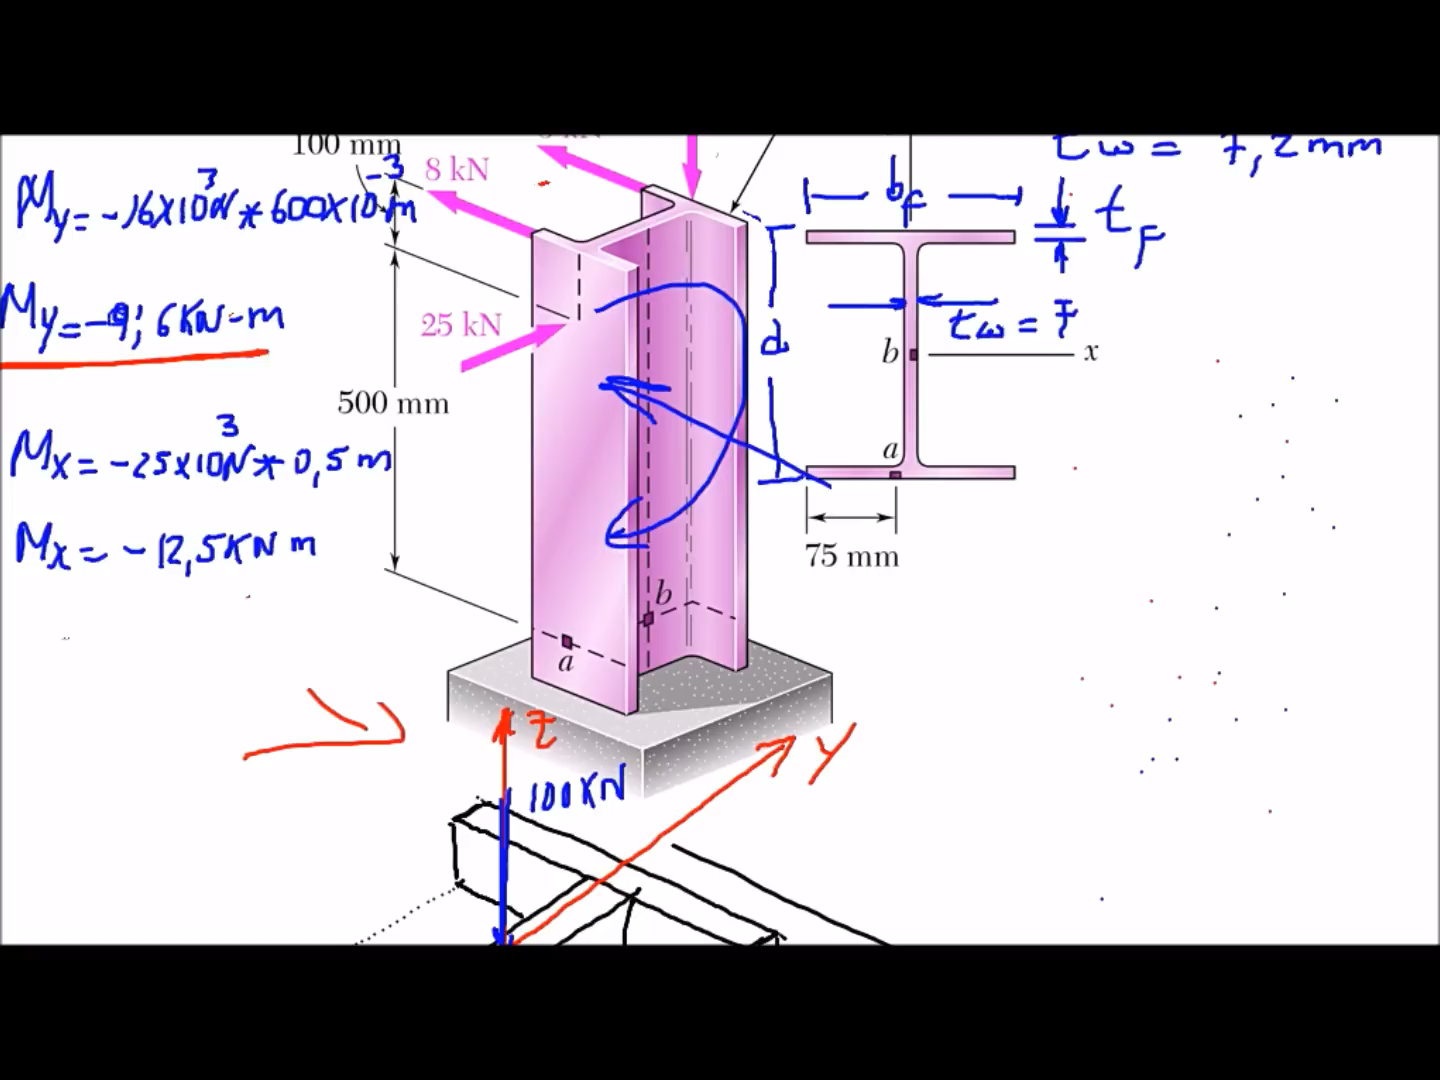 100 mm
tw = 7,2mm
8 kN
My = -16x10³N * 600x10⁻³m
bf
tF
My = -9,6KN-m
25 kN
tw = 7
d
b
x
500 mm
Mx = -25x10³N * 0,5m
a
Mx = -12,5KN m
75 mm
b
a
Z
Y
100KN